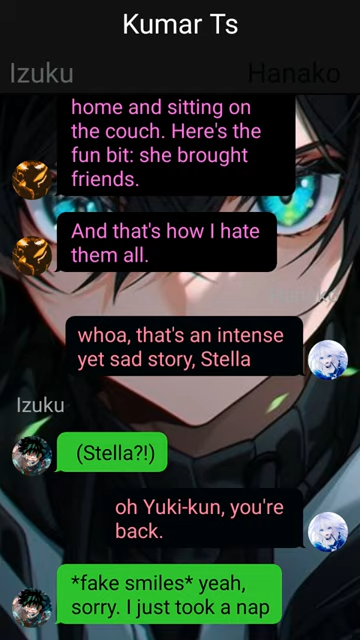 Kumar Ts
Izuku
Hanako
home and sitting on
the couch. Here's the
fun bit: she brought
friends.
And that's how I hate
them all.
Hanako
whoa, that's an intense
yet sad story, Stella
Izuku
(Stella?!)
oh Yuki-kun, you're
back.
*fake smiles* yeah,
sorry. I just took a nap